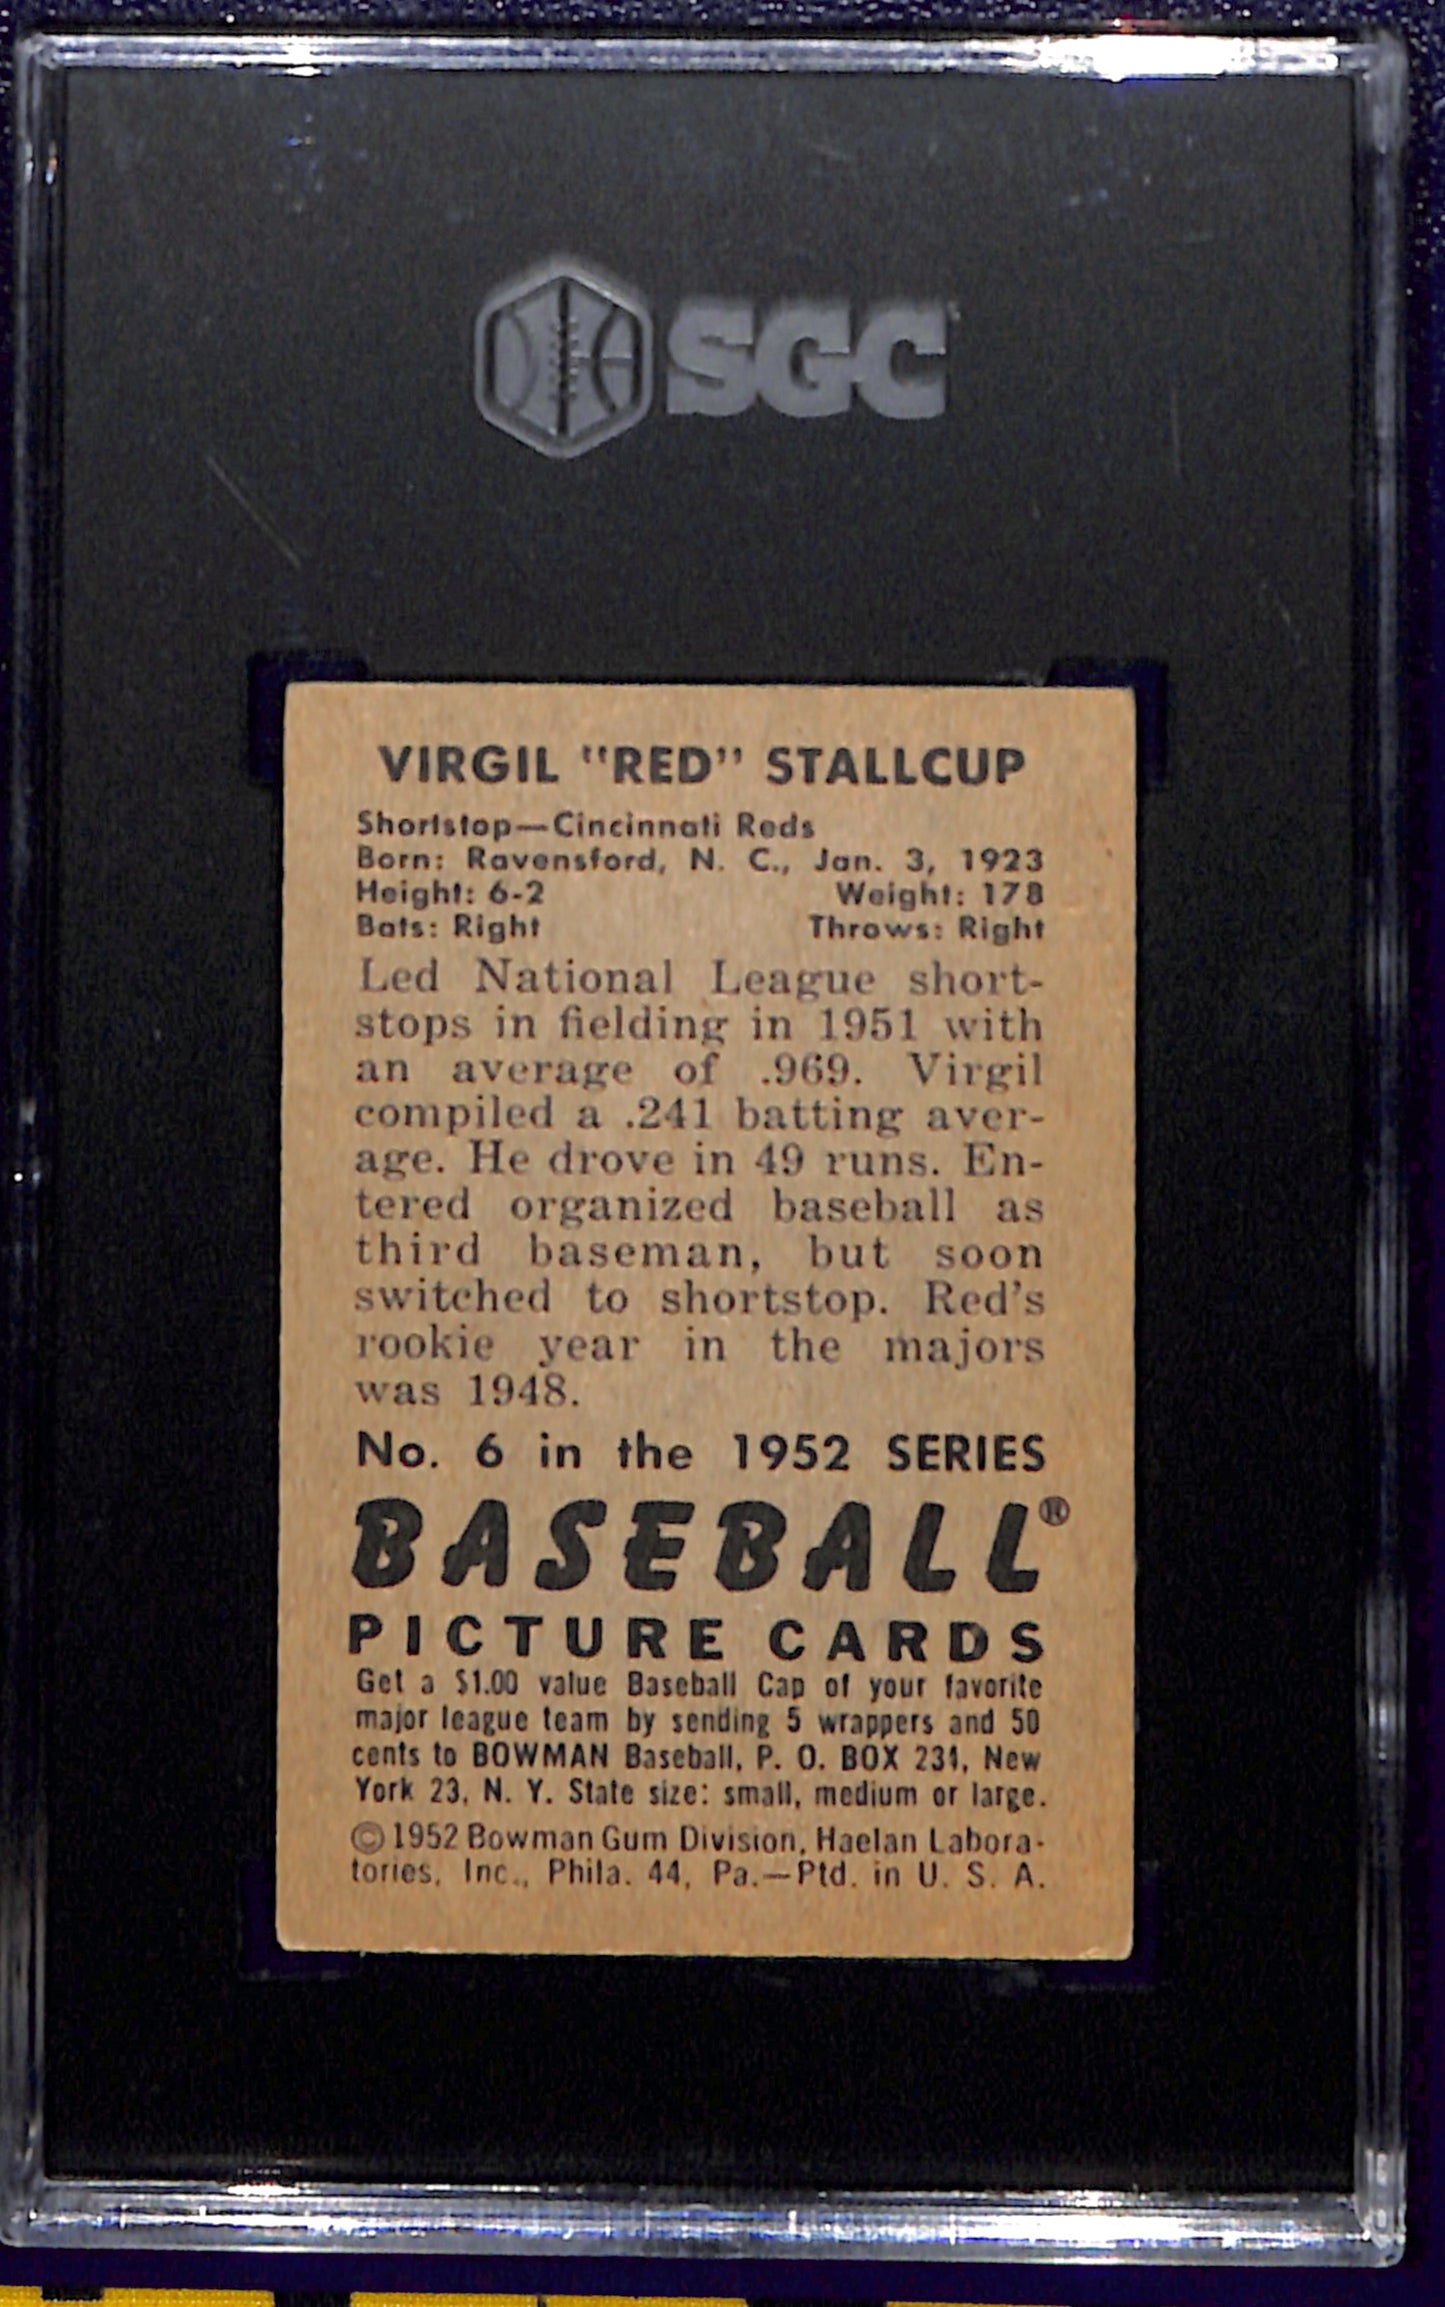 SGC
VIRGIL "RED" STALLCUP
Shortstop—Cincinnati Reds
Born: Ravensford, N. C., Jan. 3, 1923
Height: 6-2 Weight: 178
Bats: Right Throws: Right
Led National League short-
stops in fielding in 1951 with
an average of .969. Virgil
compiled a .241 batting aver-
age. He drove in 49 runs. En-
tered organized baseball as
third baseman, but soon
switched to shortstop. Red's
rookie year in the majors
was 1948.
No. 6 in the 1952 SERIES
BASEBALL®
PICTURE CARDS
Get a $1.00 value Baseball Cap of your favorite
major league team by sending 5 wrappers and 50
cents to BOWMAN Baseball, P. O. BOX 231, New
York 23, N. Y. State size: small, medium or large.
©1952 Bowman Gum Division, Haelan Labora-
tories, Inc., Phila. 44, Pa.—Ptd. in U. S. A.